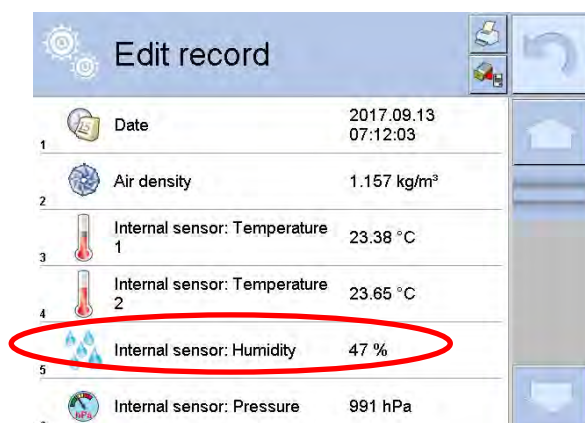 Edit record
1
Date
2017.09.13
07:12:03
2
Air density
1.157 kg/m³
3
Internal sensor: Temperature
1
23.38 °C
4
Internal sensor: Temperature
2
23.65 °C
5
Internal sensor: Humidity
47 %
hPa
Internal sensor: Pressure
991 hPa